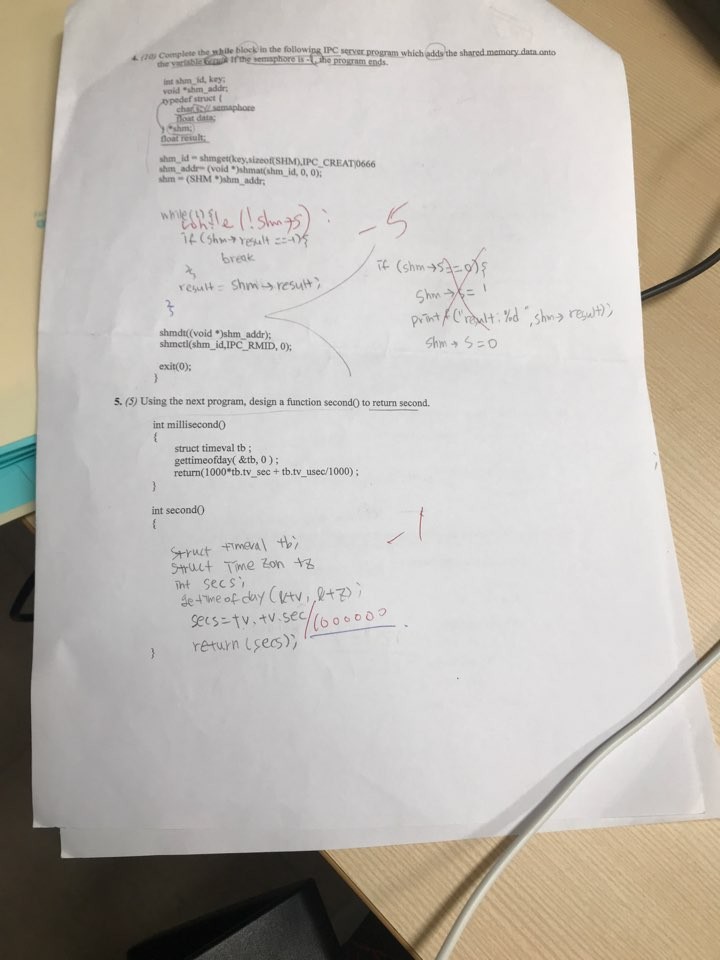 4. (10) Complete the while block in the following IPC server program which adds the shared memory data onto
the variable result. If the semaphore is -1, the program ends.
int shm_id, key;
void *shm_addr;
typedef struct {
char s; // semaphore
float data;
} *shm;
float result;
shm_id = shmget(key,sizeof(SHM),IPC_CREAT|0666
shm_addr= (void *)shmat(shm_id, 0, 0);
shm = (SHM *)shm_addr;
while(1) {
while (!shm→s) ;
-5
if (shm→result == -1) {
break
}
result = shm→result;
}
if (shm→s == 0) {
shm→s = 1
printf("result: %d", shm→result);
shm→s=0
shmdt((void *)shm_addr);
shmctl(shm_id,IPC_RMID, 0);
exit(0);
}
5. (5) Using the next program, design a function second() to return second.
int millisecond()
{
struct timeval tb ;
gettimeofday( &tb, 0 ) ;
return(1000*tb.tv_sec + tb.tv_usec/1000) ;
}
int second()
{
-1
struct timeval tb;
struct Time Zon tz
int secs;
getimeofday (&tv, &tz);
secs=tv.tv.sec/1000000
return (secs);
}